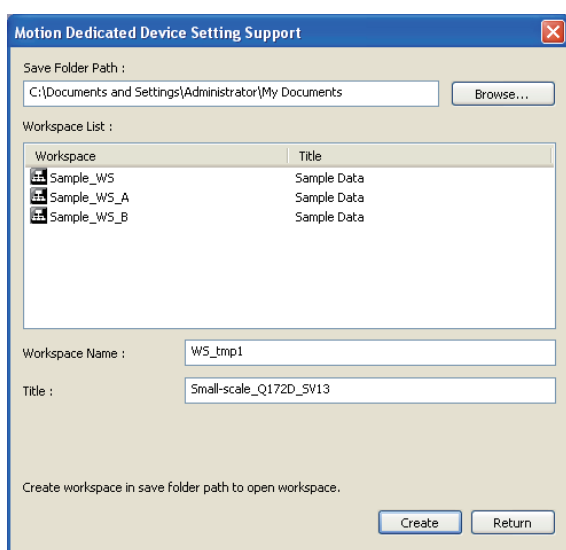 Motion Dedicated Device Setting Support
Save Folder Path :
C:\Documents and Settings\Administrator\My Documents
Browse...
Workspace List :
Workspace Title
Sample_WS Sample Data
Sample_WS_A Sample Data
Sample_WS_B Sample Data
Workspace Name : WS_tmp1
Title : Small-scale_Q172D_SV13
Create workspace in save folder path to open workspace.
Create Return